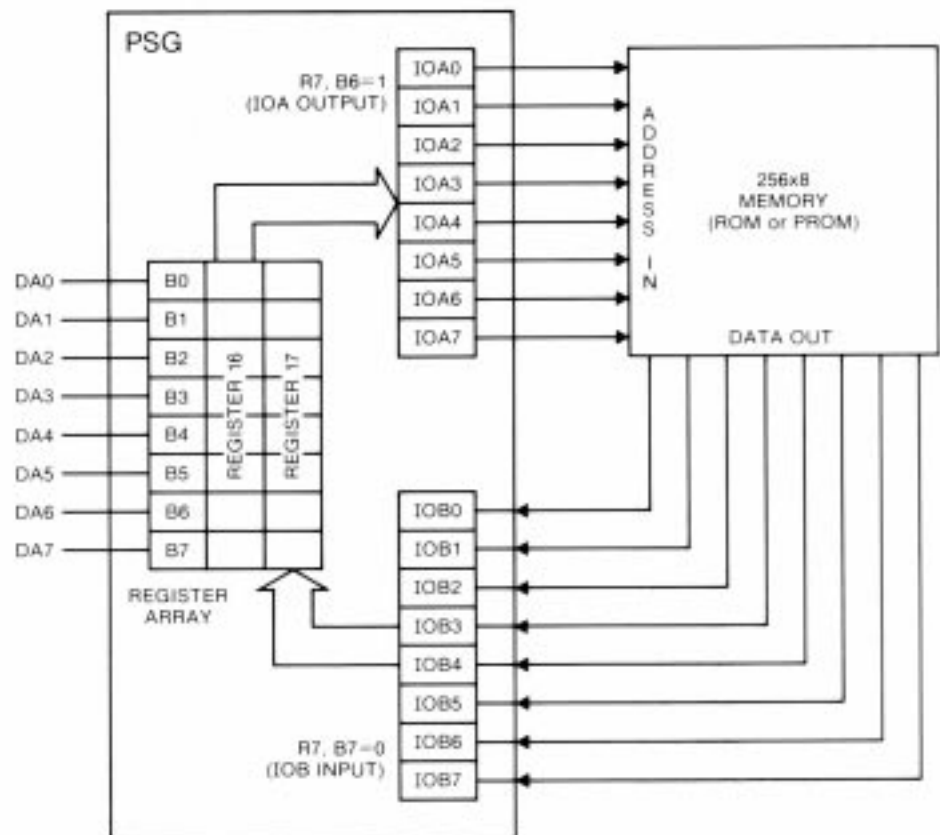 PSG
R7, B6=1
(IOA OUTPUT)
IOA0
IOA1
IOA2
IOA3
IOA4
IOA5
IOA6
IOA7
ADDRESS IN
256x8
MEMORY
(ROM or PROM)
DATA OUT
DA0
DA1
DA2
DA3
DA4
DA5
DA6
DA7
B0
B1
B2
B3
B4
B5
B6
B7
REGISTER 16
REGISTER 17
REGISTER
ARRAY
IOB0
IOB1
IOB2
IOB3
IOB4
IOB5
IOB6
IOB7
R7, B7=0
(IOB INPUT)